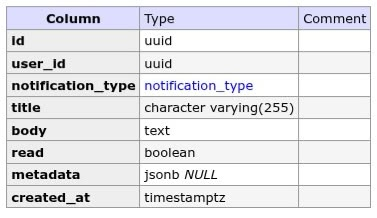 Column Type Comment
id uuid
user_id uuid
notification_type notification_type
title character varying(255)
body text
read boolean
metadata jsonb NULL
created_at timestamptz